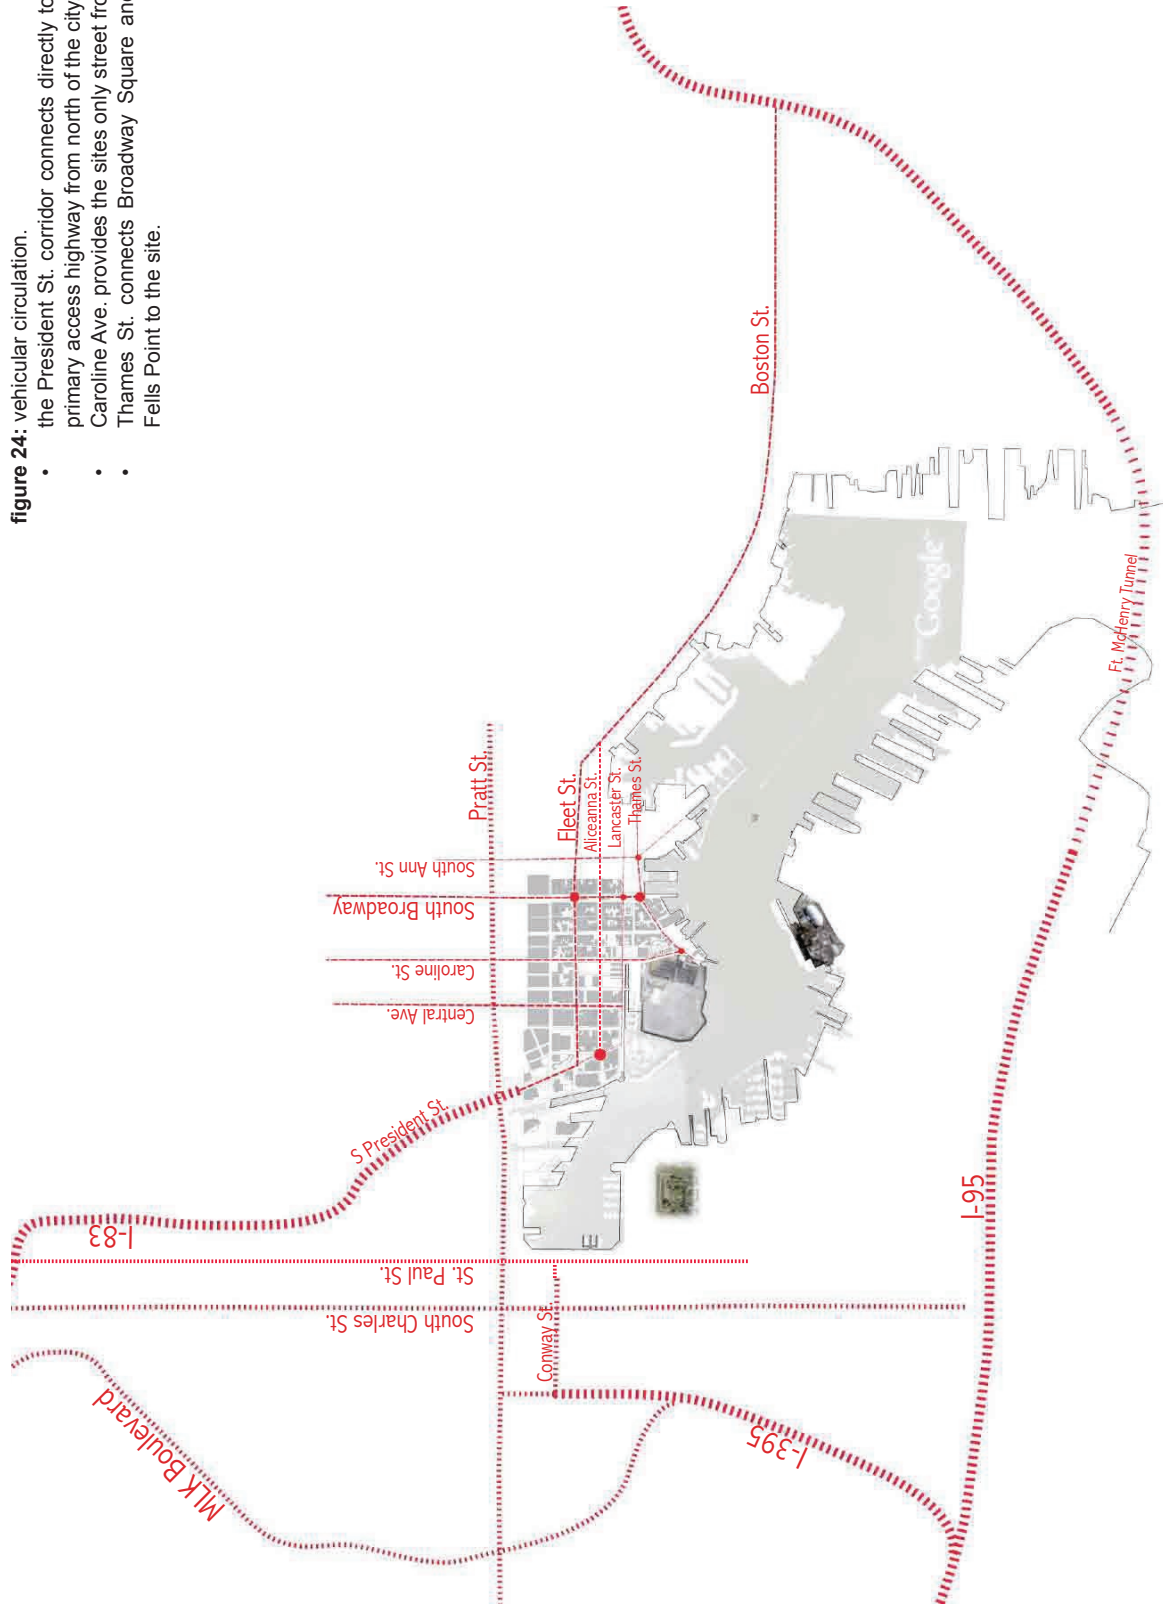 figure 24: vehicular circulation.
• the President St. corridor connects directly to
primary access highway from north of the city
• Caroline Ave. provides the sites only street fro
• Thames St. connects Broadway Square and
Fells Point to the site.
Boston St.
Google
Ft. McHenry Tunnel
Pratt St.
Fleet St.
Aliceanna St.
Lancaster St.
Thames St.
South Ann St.
South Broadway
Caroline St.
Central Ave.
S President St.
I-83
St. Paul St.
South Charles St.
Conway St.
MLK Boulevard
I-395
I-95